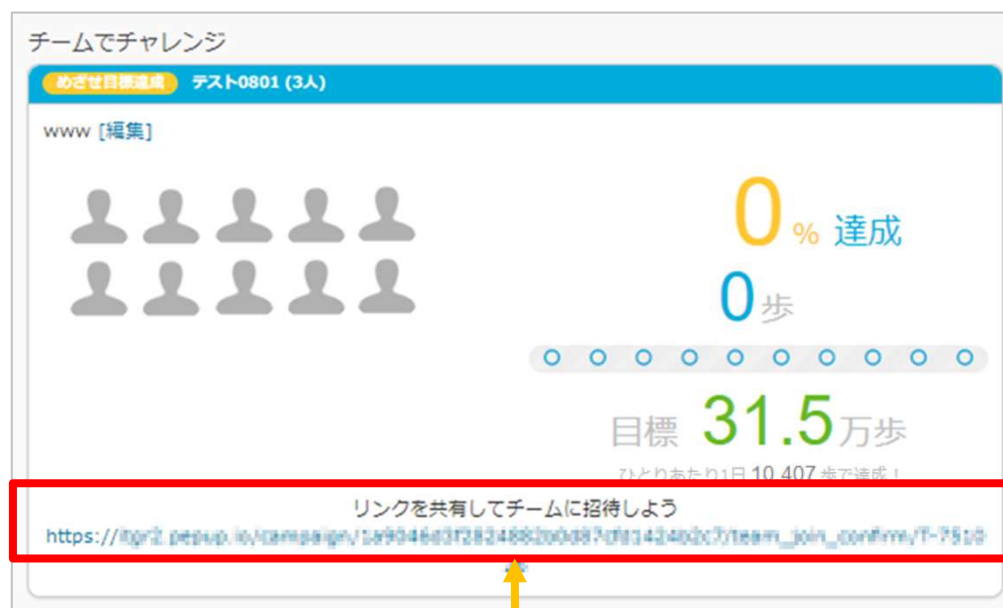 チームでチャレンジ
めざせ目標達成 テスト0801 (3人)
www [編集]
0 % 達成
0 歩
目標 31.5 万歩
ひとりあたり1日 10,407 歩で達成！
リンクを共有してチームに招待しよう
https://